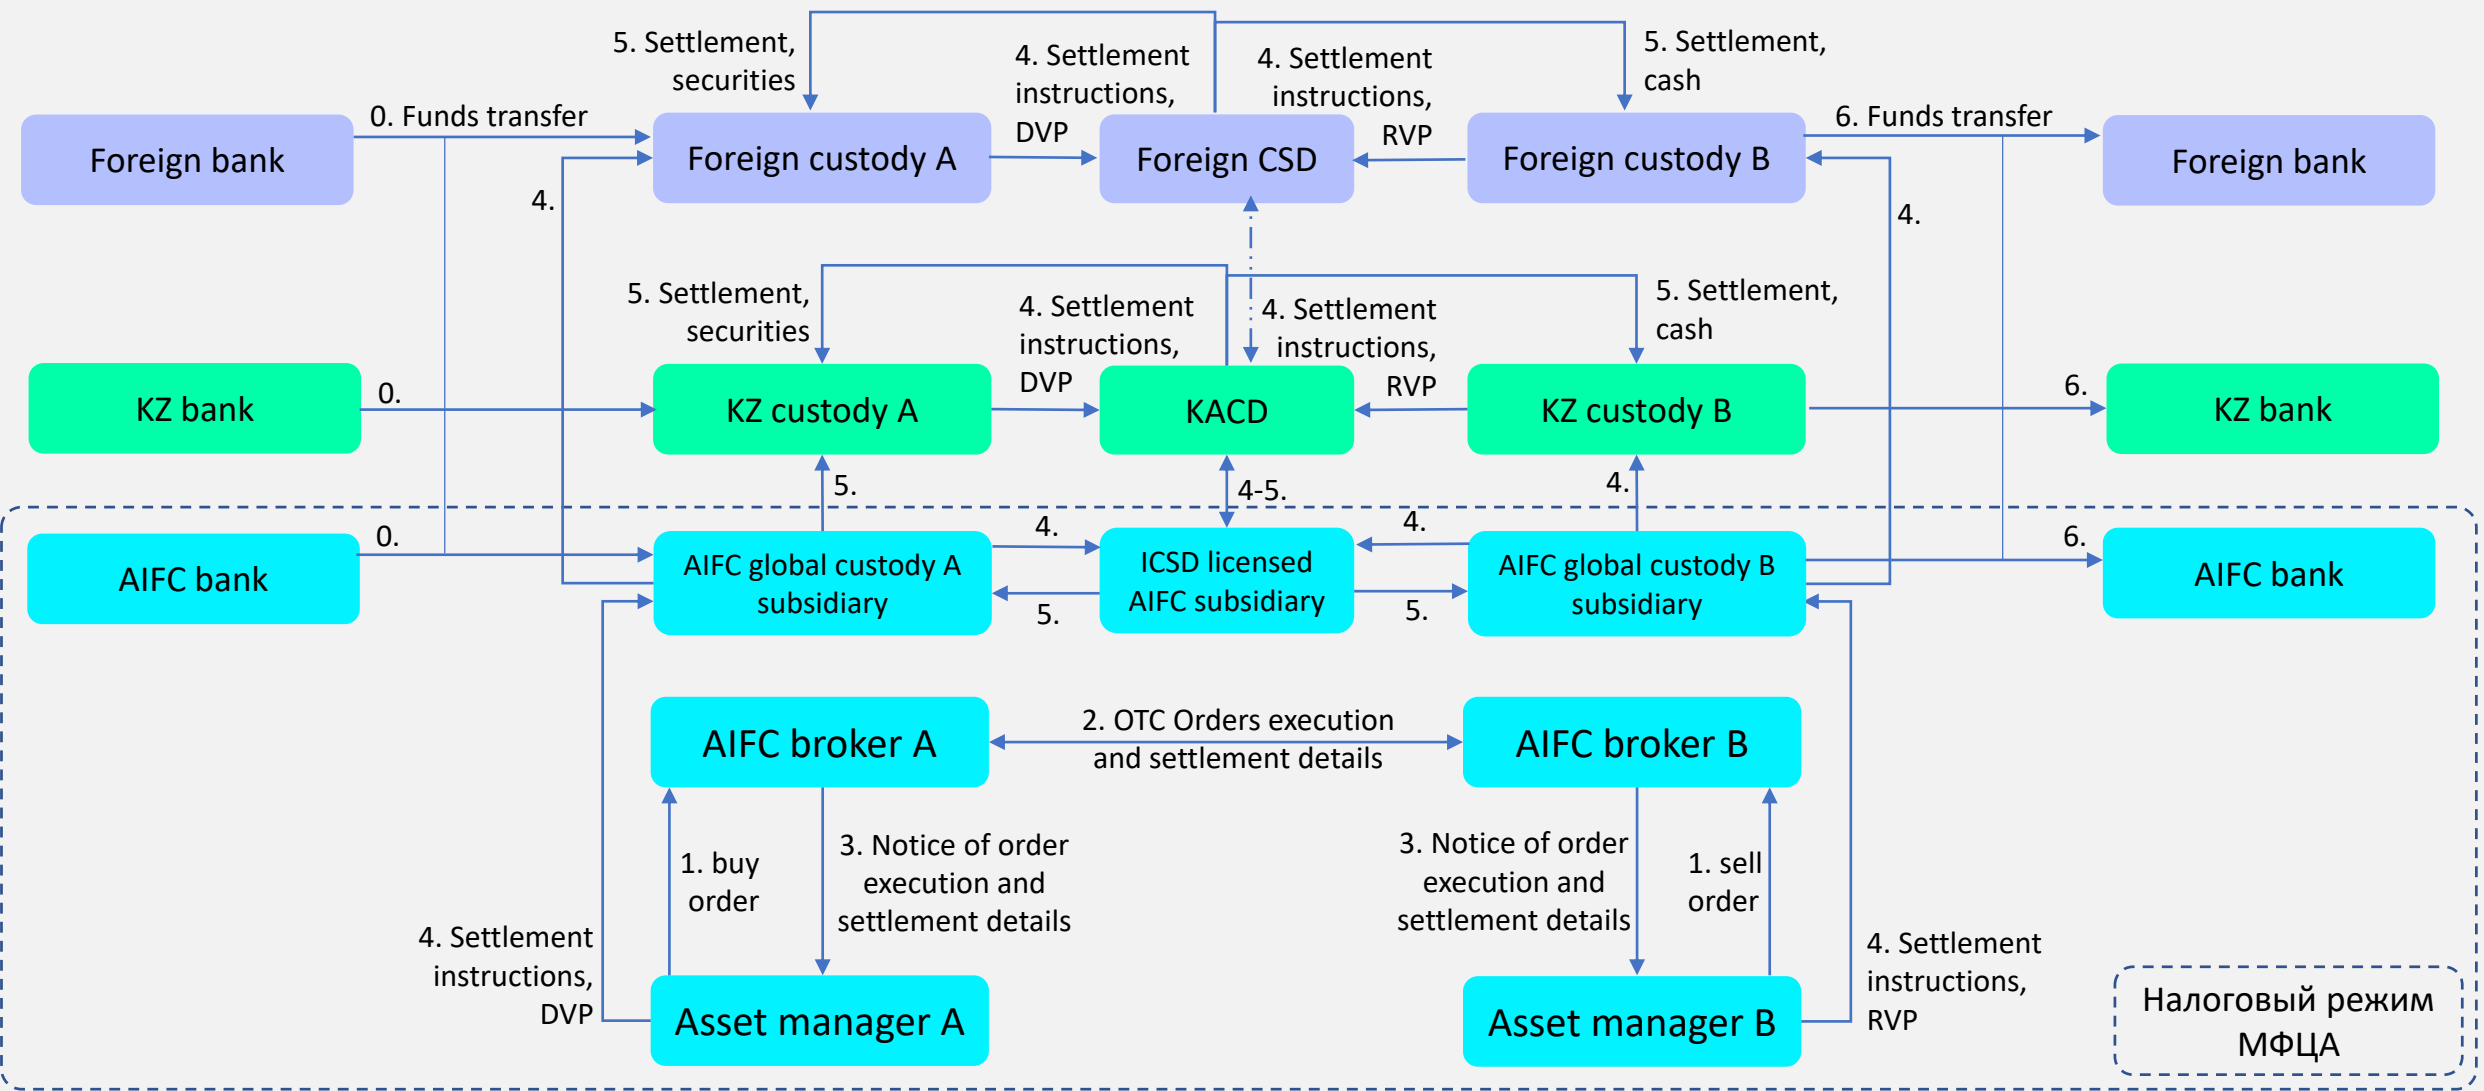 5. Settlement,
securities
4. Settlement
instructions,
DVP
4. Settlement
instructions,
RVP
5. Settlement,
cash
0. Funds transfer
6. Funds transfer
Foreign bank
Foreign custody A
Foreign CSD
Foreign custody B
Foreign bank
4.
4.
5. Settlement,
securities
4. Settlement
instructions,
DVP
4. Settlement
instructions,
RVP
5. Settlement,
cash
0.
6.
KZ bank
KZ custody A
KACD
KZ custody B
KZ bank
5.
4-5.
4.
0.
4.
4.
6.
AIFC bank
AIFC global custody A
subsidiary
ICSD licensed
AIFC subsidiary
AIFC global custody B
subsidiary
AIFC bank
5.
5.
AIFC broker A
2. OTC Orders execution
and settlement details
AIFC broker B
1. buy
order
3. Notice of order
execution and
settlement details
3. Notice of order
execution and
settlement details
1. sell
order
4. Settlement
instructions,
DVP
4. Settlement
instructions,
RVP
Asset manager A
Asset manager B
Налоговый режим
МФЦА